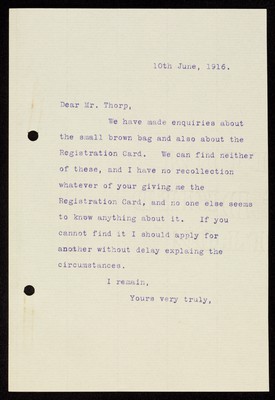 10th June, 1916.
Dear Mr. Thorp,
We have made enquiries about
the small brown bag and also about the
Registration Card. We can find neither
of these, and I have no recollection
whatever of your giving me the
Registration Card, and no one else seems
to know anything about it. If you
cannot find it I should apply for
another without delay explaing the
circumstances.
I remain,
Yours very truly,